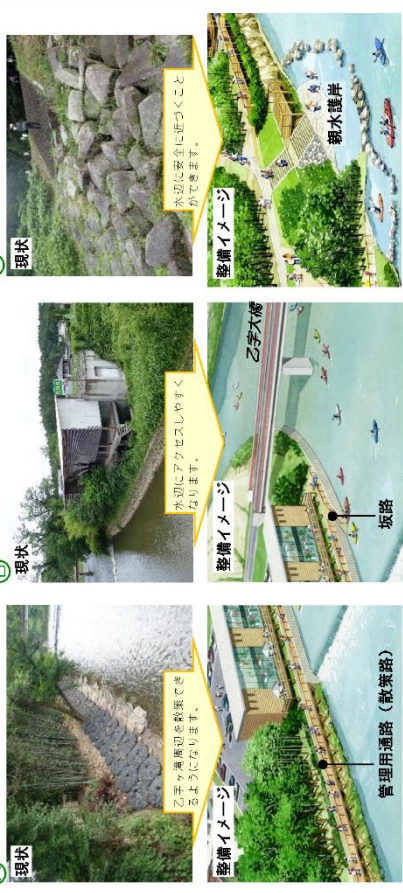 現状
乙字ヶ滝周辺を散策でき
るようになります。
整備イメージ
管理用通路（散策路）
現状
水辺にアクセスしやすく
なります。
整備イメージ
乙字大橋
坂路
現状
水辺に安全に近づくこと
ができます。
整備イメージ
親水護岸